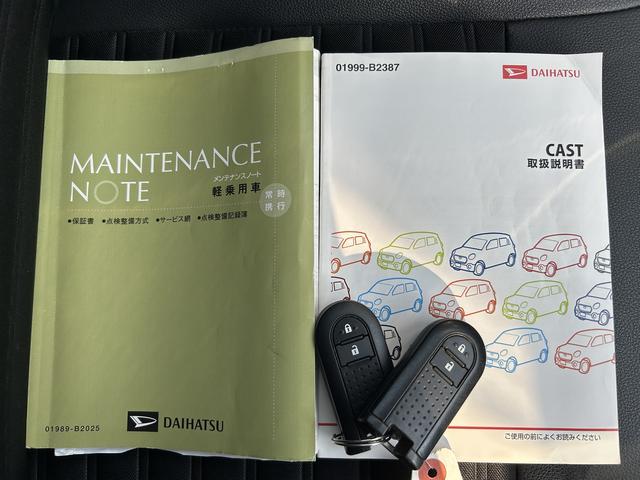 MAINTENANCE
NOTE
メンテナンスノート
軽乗用車
常時
携行
●保証書 ●点検整備方式 ●サービス網 ●点検整備記録簿
01989-B2025
DAIHATSU
01999-B2387
DAIHATSU
CAST
取扱説明書
ご使用の前によくお読みください